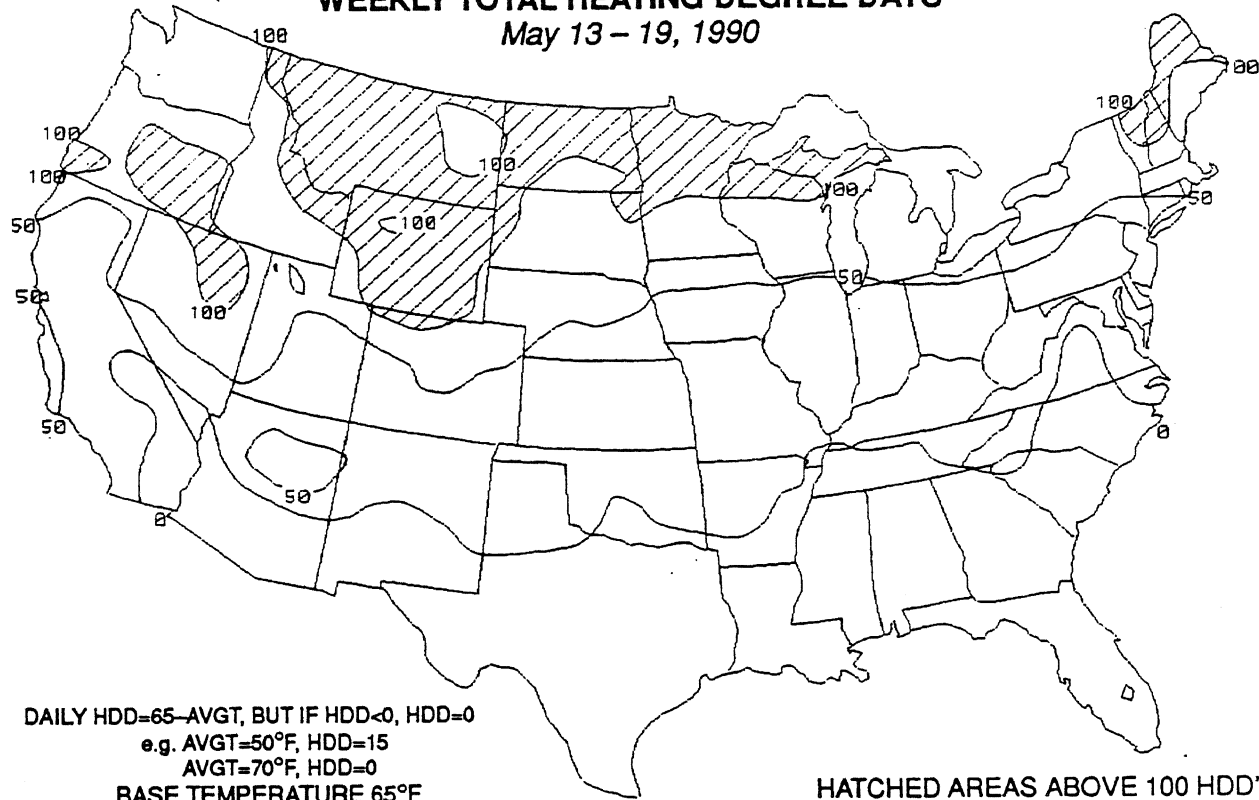 WEEKLY TOTAL HEATING DEGREE DAYS
May 13 – 19, 1990
100
100
100
100
100
100
50
100
100
50
50
50
100
50
50
0
0
DAILY HDD=65–AVGT, BUT IF HDD<0, HDD=0
e.g. AVGT=50°F, HDD=15
AVGT=70°F, HDD=0
BASE TEMPERATURE 65°F
HATCHED AREAS ABOVE 100 HDD'